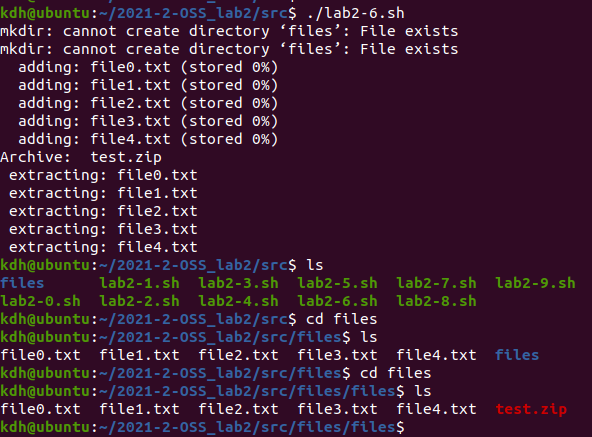 kdh@ubuntu:~/2021-2-OSS_lab2/src$ ./lab2-6.sh
mkdir: cannot create directory ‘files’: File exists
mkdir: cannot create directory ‘files’: File exists
  adding: file0.txt (stored 0%)
  adding: file1.txt (stored 0%)
  adding: file2.txt (stored 0%)
  adding: file3.txt (stored 0%)
  adding: file4.txt (stored 0%)
Archive:  test.zip
 extracting: file0.txt
 extracting: file1.txt
 extracting: file2.txt
 extracting: file3.txt
 extracting: file4.txt
kdh@ubuntu:~/2021-2-OSS_lab2/src$ ls
files      lab2-1.sh  lab2-3.sh  lab2-5.sh  lab2-7.sh  lab2-9.sh
lab2-0.sh  lab2-2.sh  lab2-4.sh  lab2-6.sh  lab2-8.sh
kdh@ubuntu:~/2021-2-OSS_lab2/src$ cd files
kdh@ubuntu:~/2021-2-OSS_lab2/src/files$ ls
file0.txt  file1.txt  file2.txt  file3.txt  file4.txt  files
kdh@ubuntu:~/2021-2-OSS_lab2/src/files$ cd files
kdh@ubuntu:~/2021-2-OSS_lab2/src/files/files$ ls
file0.txt  file1.txt  file2.txt  file3.txt  file4.txt  test.zip
kdh@ubuntu:~/2021-2-OSS_lab2/src/files/files$